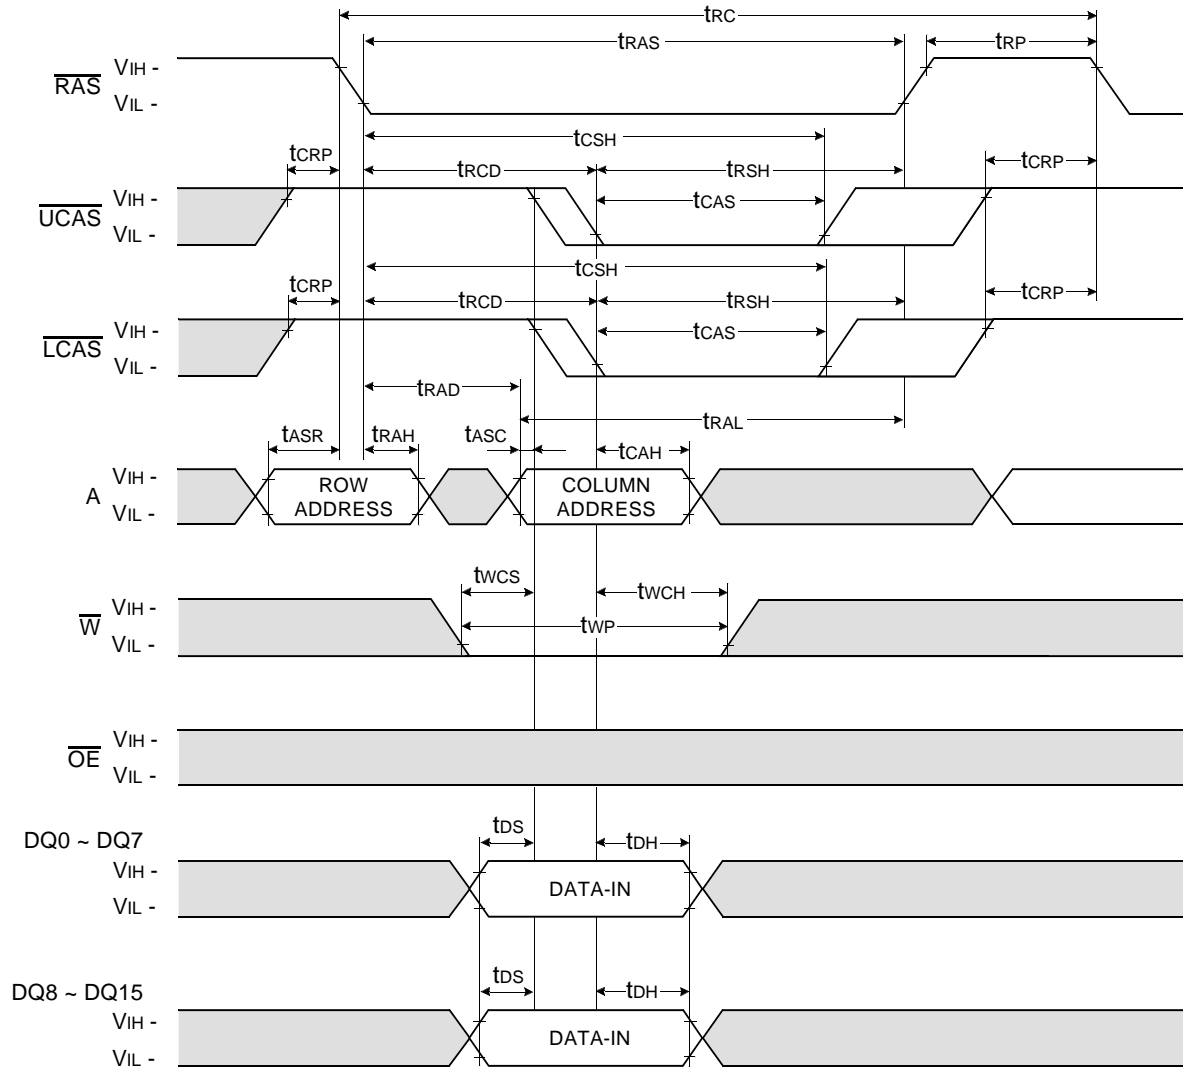 tRC
tRAS
tRP
RAS
VIH -
VIL -
tCSH
tCRP
tRCD
tRSH
tCRP
UCAS
VIH -
VIL -
tCAS
tCSH
tCRP
tRCD
tRSH
tCRP
LCAS
VIH -
VIL -
tCAS
tRAD
tRAL
tASR
tRAH
tASC
tCAH
A
VIH -
VIL -
ROW
ADDRESS
COLUMN
ADDRESS
tWCS
tWCH
W
VIH -
VIL -
tWP
OE
VIH -
VIL -
DQ0 ~ DQ7
tDS
tDH
VIH -
VIL -
DATA-IN
DQ8 ~ DQ15
tDS
tDH
VIH -
VIL -
DATA-IN